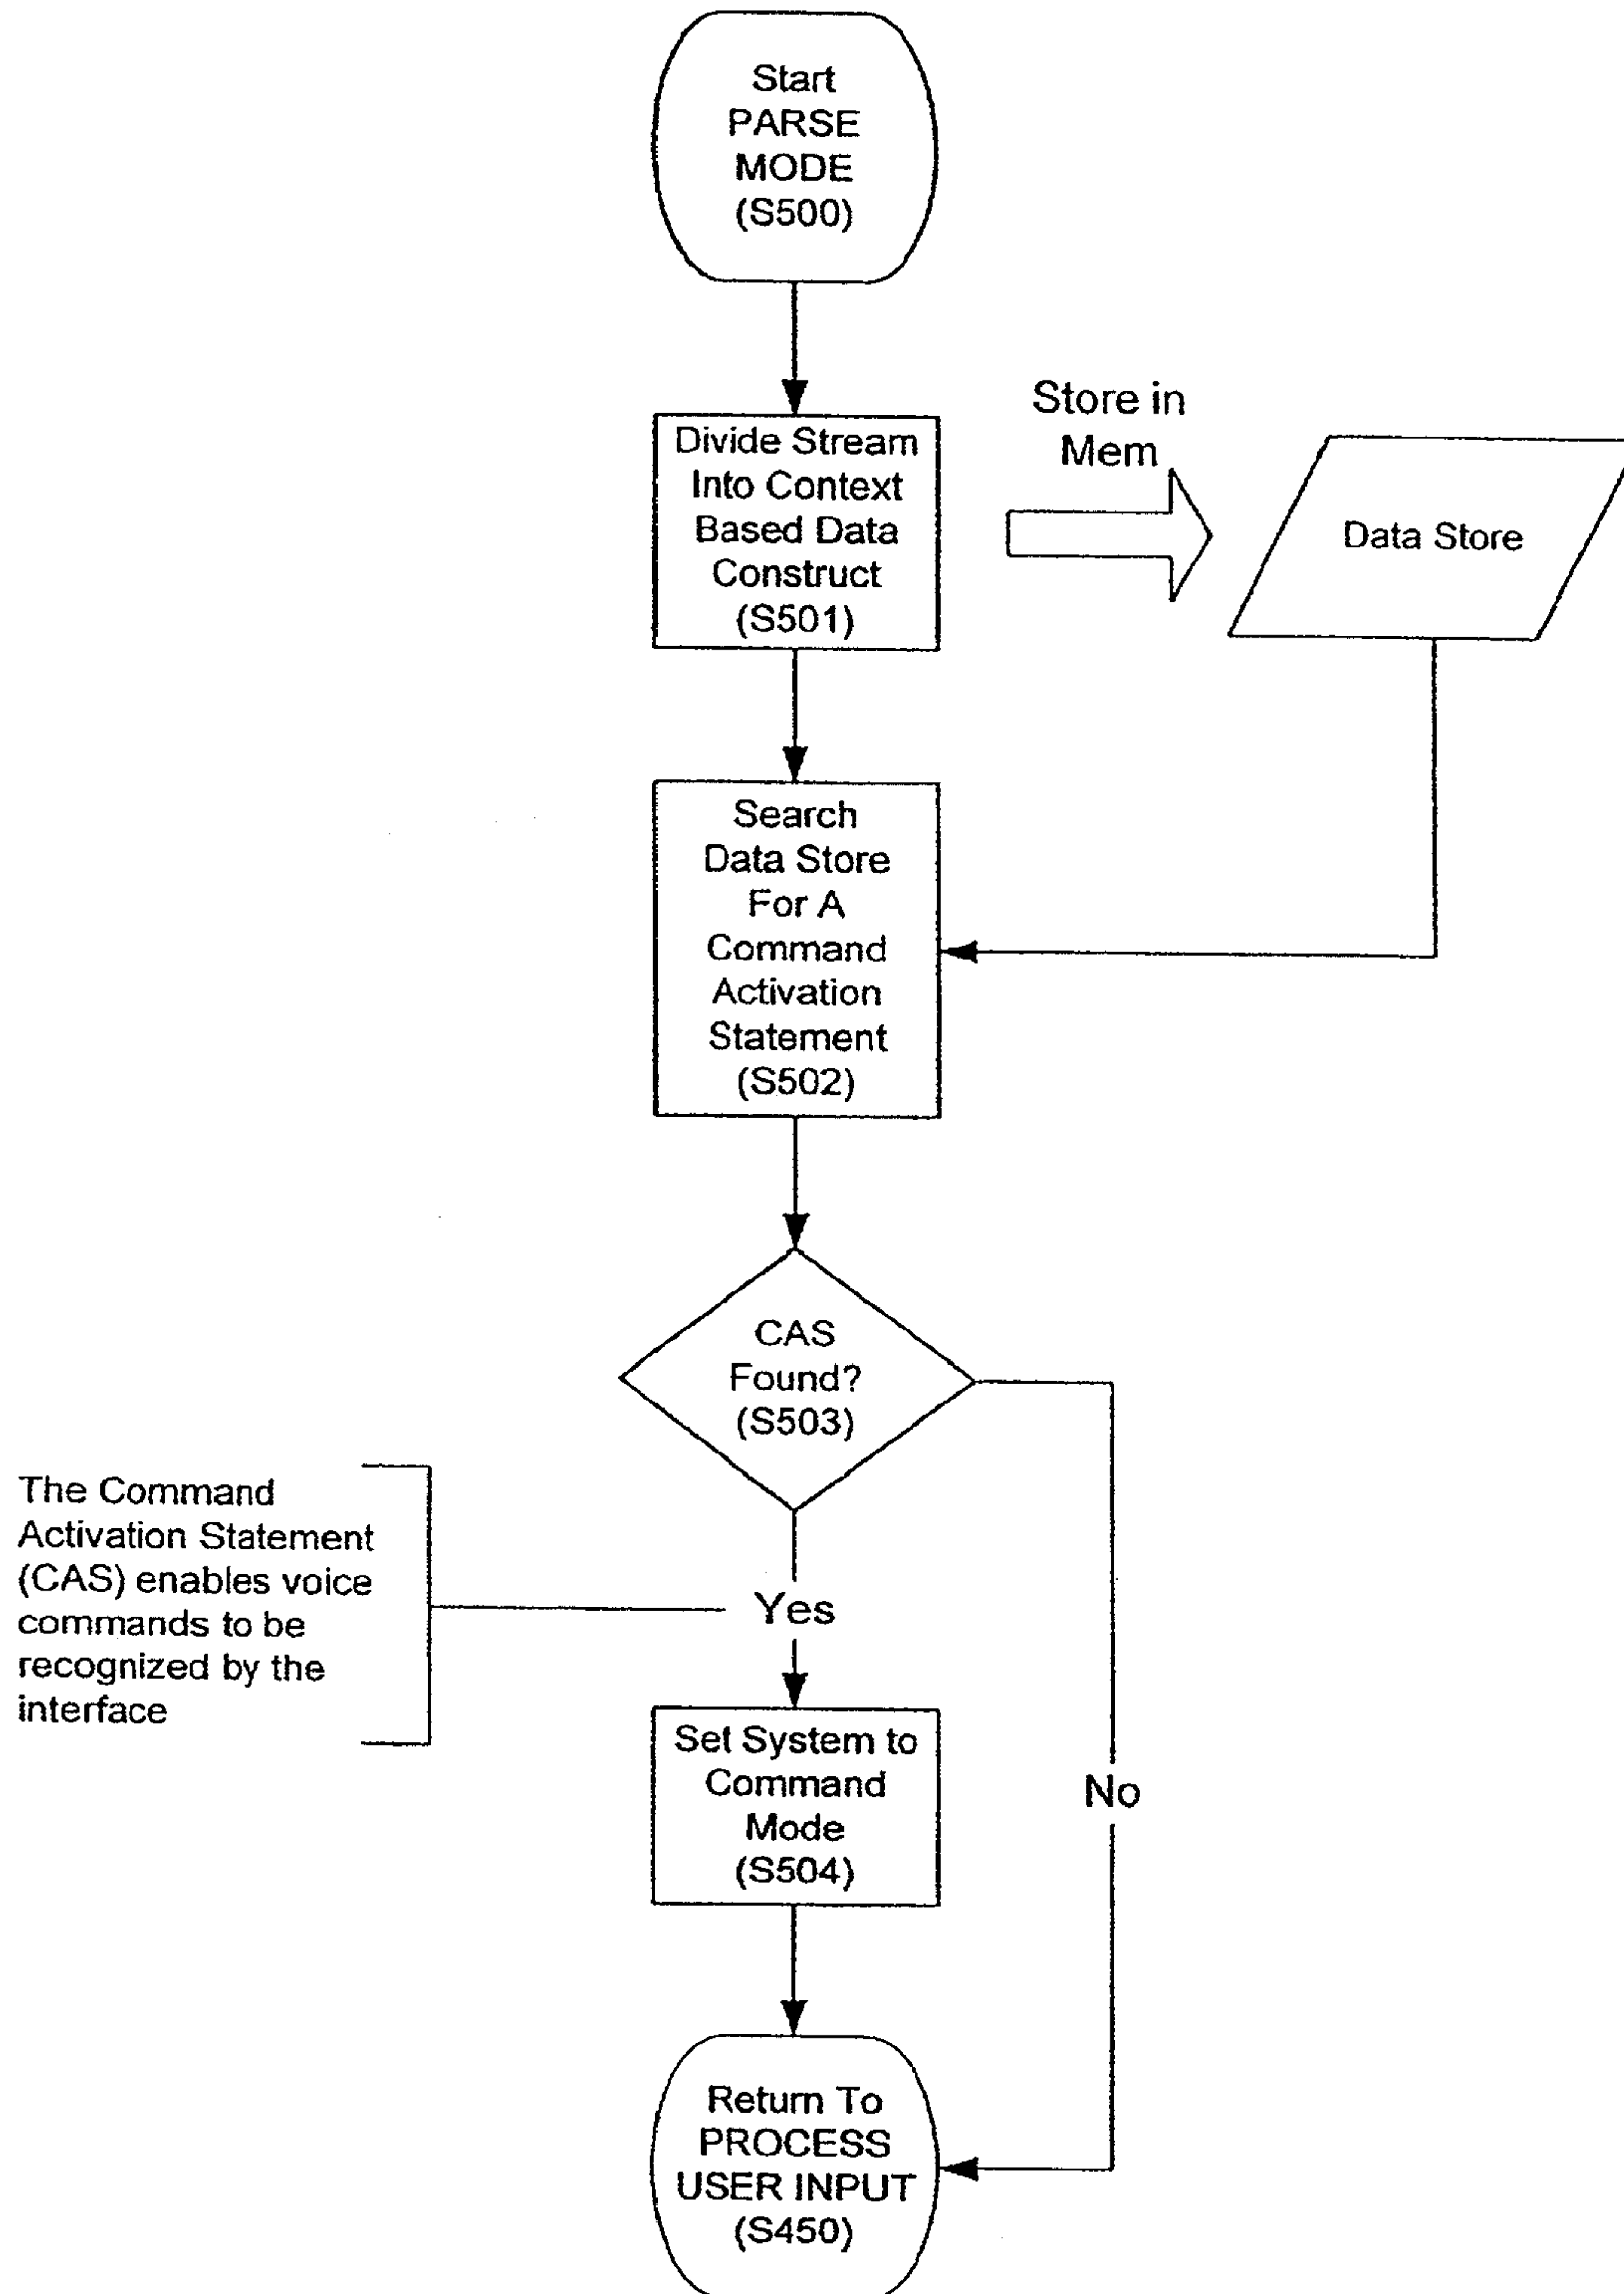 Start
PARSE
MODE
(S500)
Divide Stream
Into Context
Based Data
Construct
(S501)
Store in
Mem
Data Store
Search
Data Store
For A
Command
Activation
Statement
(S502)
CAS
Found?
(S503)
The Command
Activation Statement
(CAS) enables voice
commands to be
recognized by the
interface
Yes
No
Set System to
Command
Mode
(S504)
Return To
PROCESS
USER INPUT
(S450)